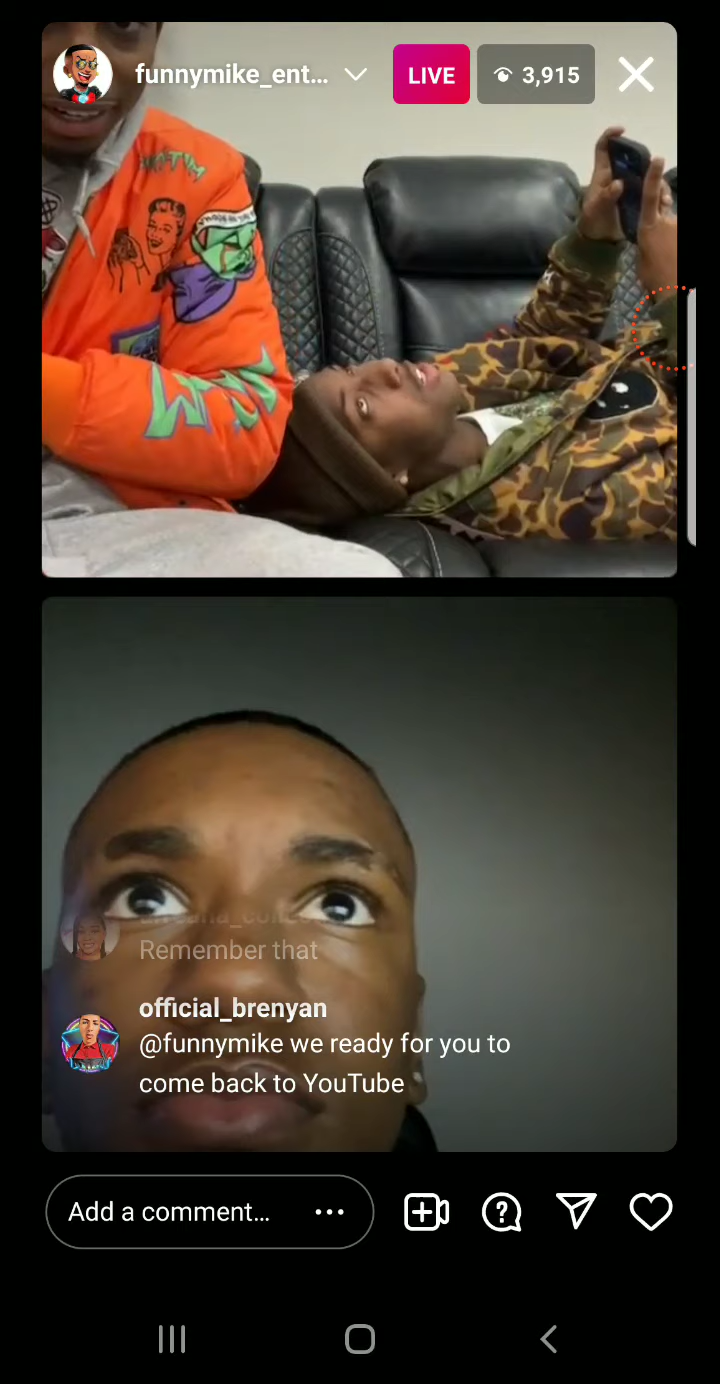 funnymike_ent...
LIVE
3,915
Remember that
official_brenyan
@funnymike we ready for you to
come back to YouTube
Add a comment...